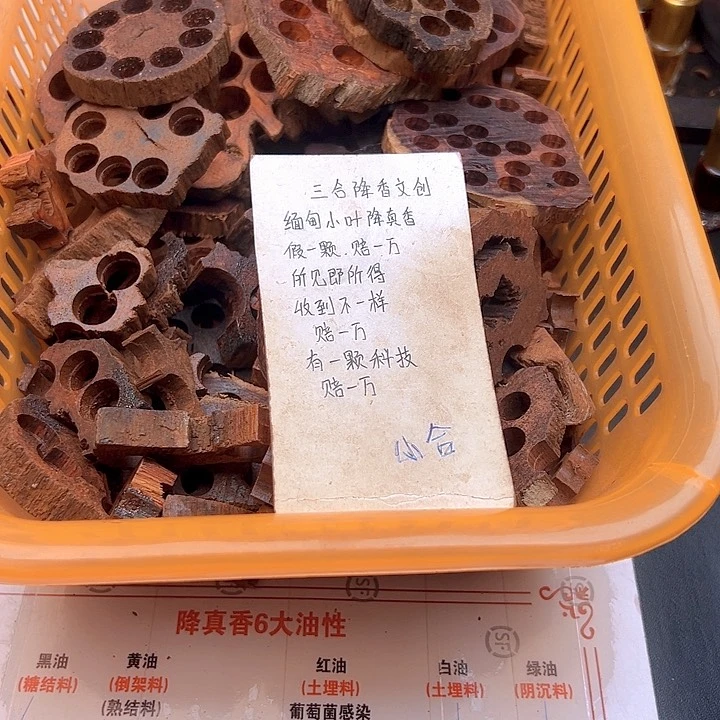 三合降香文创
缅甸小叶降真香
假一颗.赔一万
所见即所得
收到不一样
赔一万
有一颗科技
赔一万
小合
降真香6大油性
黑油 黄油 红油 白油 绿油
(糖结料) (倒架料) (土埋料) (土埋料) (阴沉料)
(熟结料) 葡萄菌感染
SF